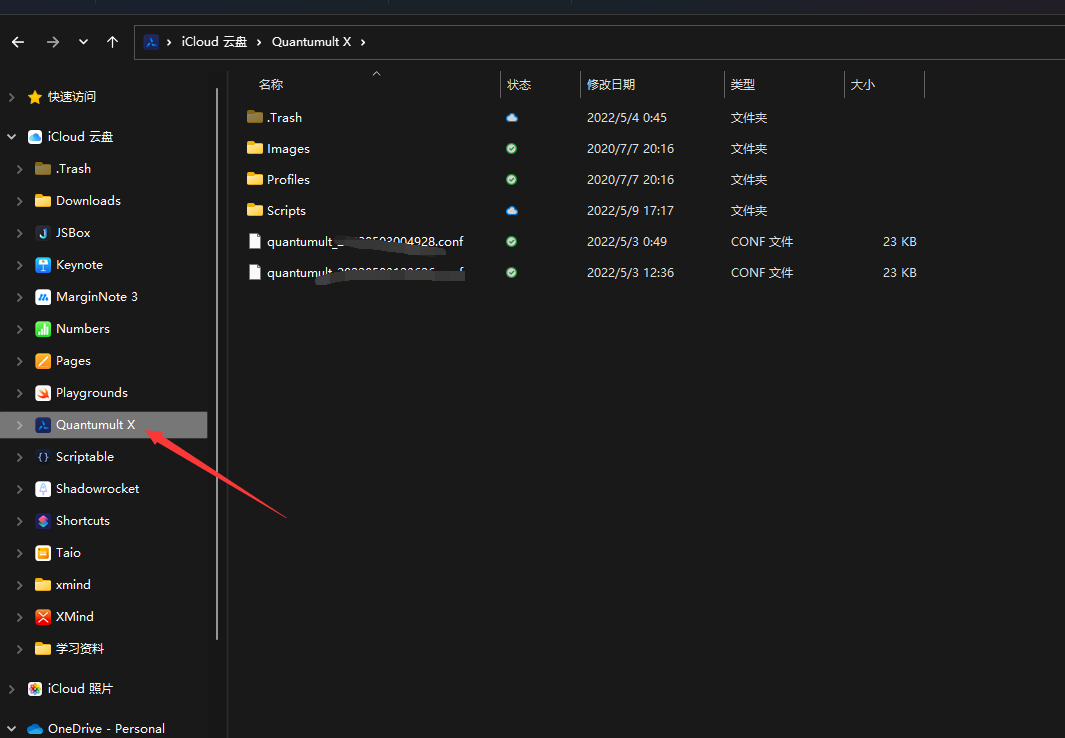 iCloud 云盘 Quantumult X
名称 状态 修改日期 类型 大小
.Trash 2022/5/4 0:45 文件夹
Images 2020/7/7 20:16 文件夹
Profiles 2020/7/7 20:16 文件夹
Scripts 2022/5/9 17:17 文件夹
quantumult_ 03004928.conf 2022/5/3 0:49 CONF 文件 23 KB
quantumult 2022/5/3 12:36 CONF 文件 23 KB
快速访问
iCloud 云盘
.Trash
Downloads
JSBox
Keynote
MarginNote 3
Numbers
Pages
Playgrounds
Quantumult X
Scriptable
Shadowrocket
Shortcuts
Taio
xmind
XMind
学习资料
iCloud 照片
OneDrive - Personal